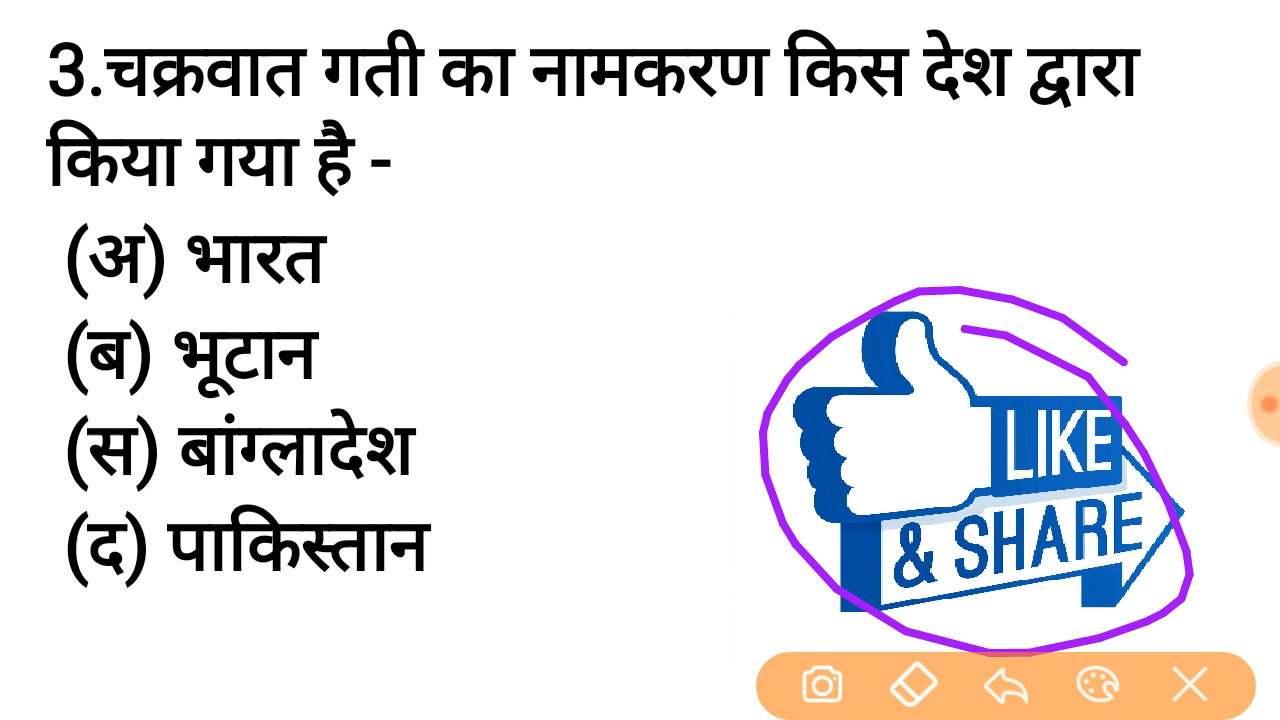 3.चक्रवात गती का नामकरण किस देश द्वारा
किया गया है -
(अ) भारत
(ब) भूटान
(स) बांग्लादेश
(द) पाकिस्तान
LIKE
& SHARE